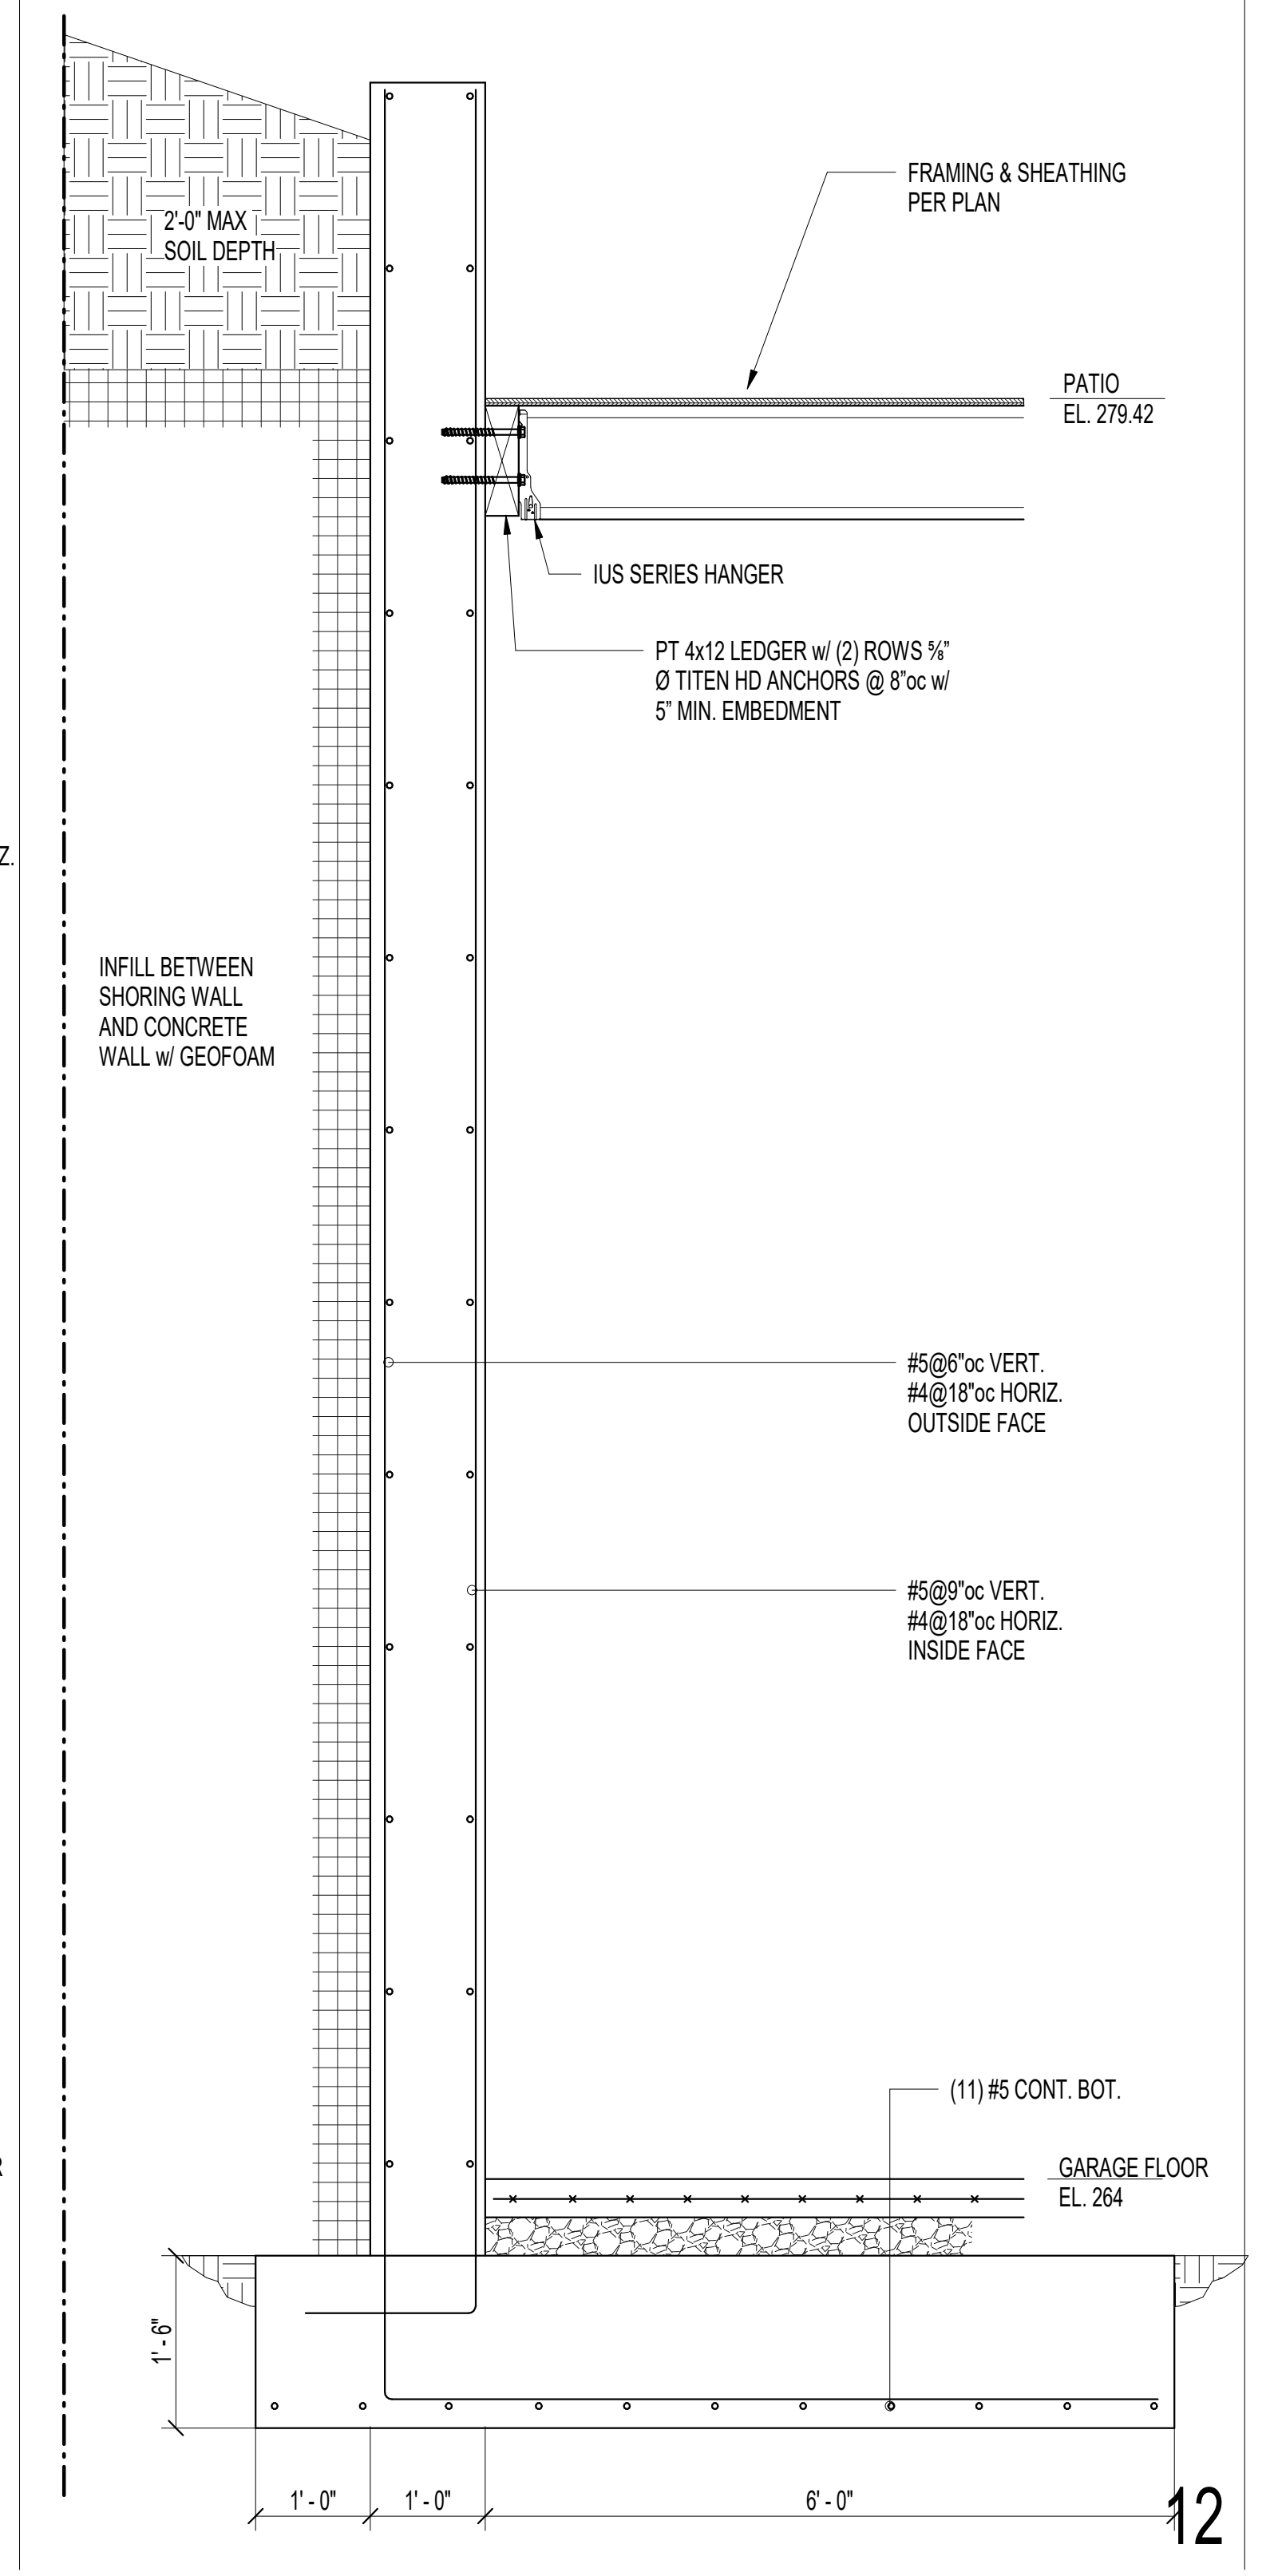 FRAMING & SHEATHING
PER PLAN
2'-0" MAX
SOIL DEPTH
PATIO
EL. 279.42
IUS SERIES HANGER
PT 4x12 LEDGER w/ (2) ROWS ⅝"
Ø TITEN HD ANCHORS @ 8"oc w/
5" MIN. EMBEDMENT
Z.
INFILL BETWEEN
SHORING WALL
AND CONCRETE
WALL w/ GEOFOAM
#5@6"oc VERT.
#4@18"oc HORIZ.
OUTSIDE FACE
#5@9"oc VERT.
#4@18"oc HORIZ.
INSIDE FACE
(11) #5 CONT. BOT.
R
GARAGE FLOOR
EL. 264
1' - 6"
1' - 0"
1' - 0"
6' - 0"
12